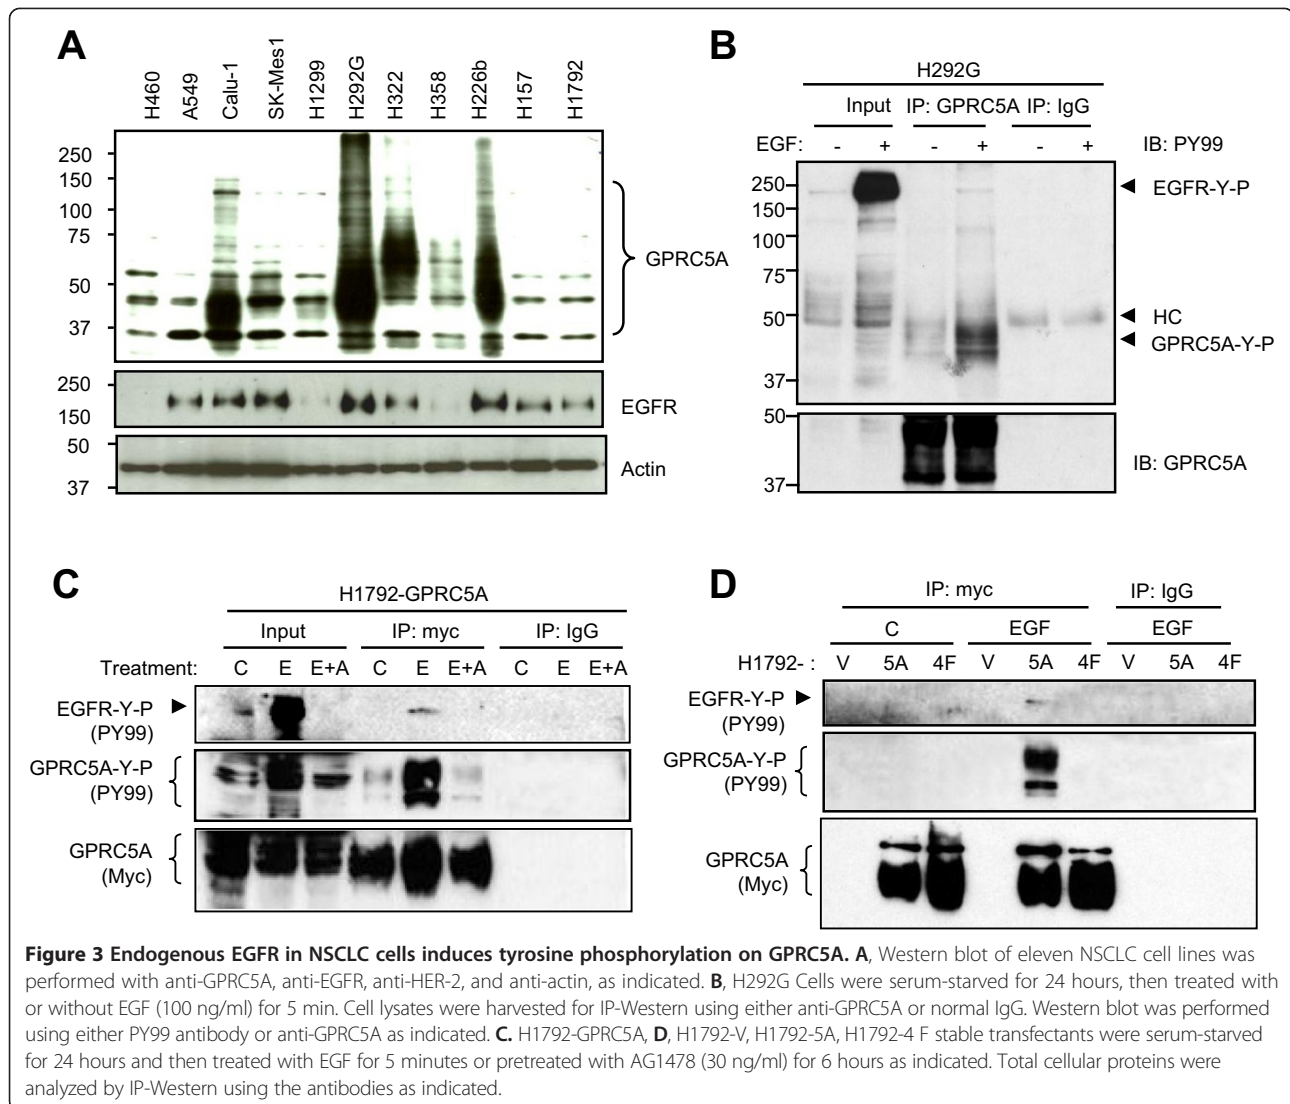 A
H460 A549 Calu-1 SK-Mes1 H1299 H292G H322 H358 H226b H157 H1792
250
150
100
75
50
37
GPRC5A
250
150
EGFR
50
37
Actin
B
H292G
Input IP: GPRC5A IP: IgG
EGF: - + - + - + IB: PY99
250
150
100
75
50
37
EGFR-Y-P
HC
GPRC5A-Y-P
50
37
IB: GPRC5A
C
H1792-GPRC5A
Input IP: myc IP: IgG
Treatment: C E E+A C E E+A C E E+A
EGFR-Y-P
(PY99)
GPRC5A-Y-P
(PY99)
GPRC5A
(Myc)
D
IP: myc IP: IgG
C EGF EGF
H1792- : V 5A 4F V 5A 4F V 5A 4F
EGFR-Y-P
(PY99)
GPRC5A-Y-P
(PY99)
GPRC5A
(Myc)
Figure 3 Endogenous EGFR in NSCLC cells induces tyrosine phosphorylation on GPRC5A. A, Western blot of eleven NSCLC cell lines was
performed with anti-GPRC5A, anti-EGFR, anti-HER-2, and anti-actin, as indicated. B, H292G Cells were serum-starved for 24 hours, then treated with
or without EGF (100 ng/ml) for 5 min. Cell lysates were harvested for IP-Western using either anti-GPRC5A or normal IgG. Western blot was performed
using either PY99 antibody or anti-GPRC5A as indicated. C. H1792-GPRC5A, D, H1792-V, H1792-5A, H1792-4 F stable transfectants were serum-starved
for 24 hours and then treated with EGF for 5 minutes or pretreated with AG1478 (30 ng/ml) for 6 hours as indicated. Total cellular proteins were
analyzed by IP-Western using the antibodies as indicated.